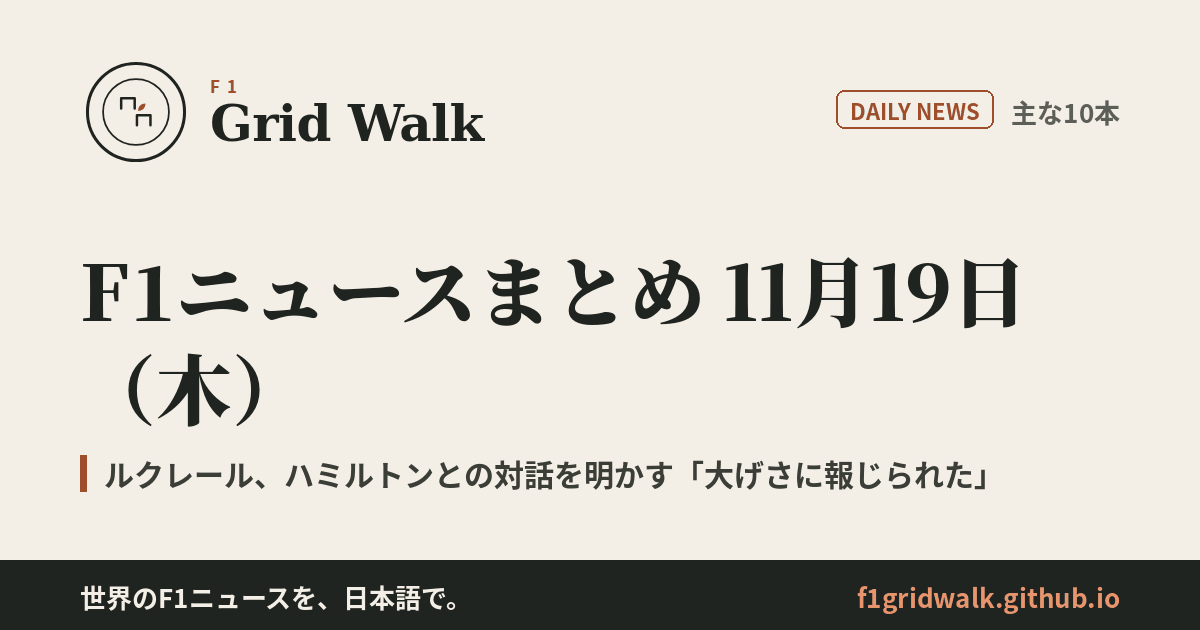 F1
Grid Walk
DAILY NEWS 主な10本
F1ニュースまとめ 11月19日
（木）
ルクレール、ハミルトンとの対話を明かす「大げさに報じられた」
世界のF1ニュースを、日本語で。
f1gridwalk.github.io